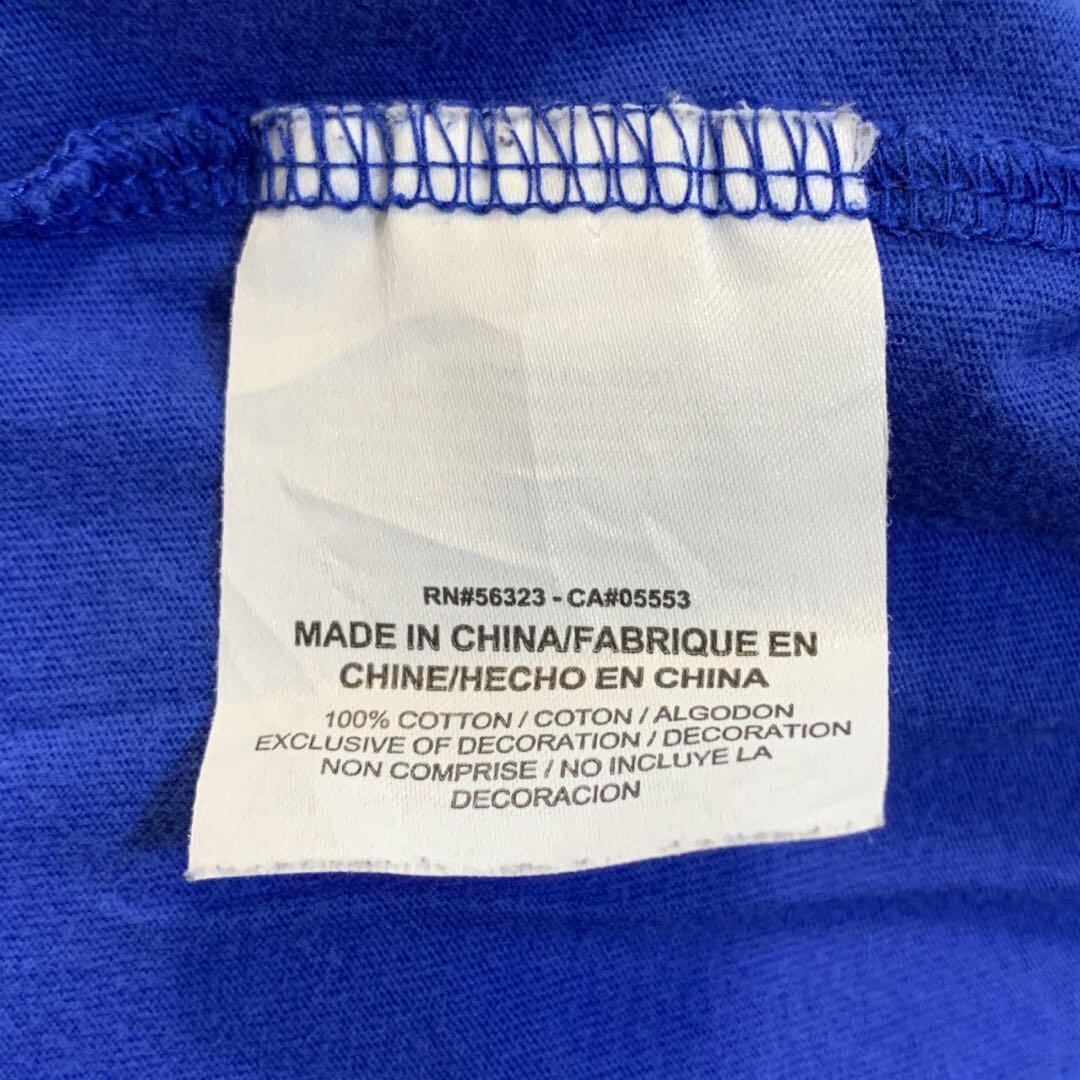 RN#56323 - CA#05553
MADE IN CHINA/FABRIQUE EN
CHINE/HECHO EN CHINA
100% COTTON / COTON / ALGODON
EXCLUSIVE OF DECORATION / DECORATION
NON COMPRISE / NO INCLUYE LA
DECORACION